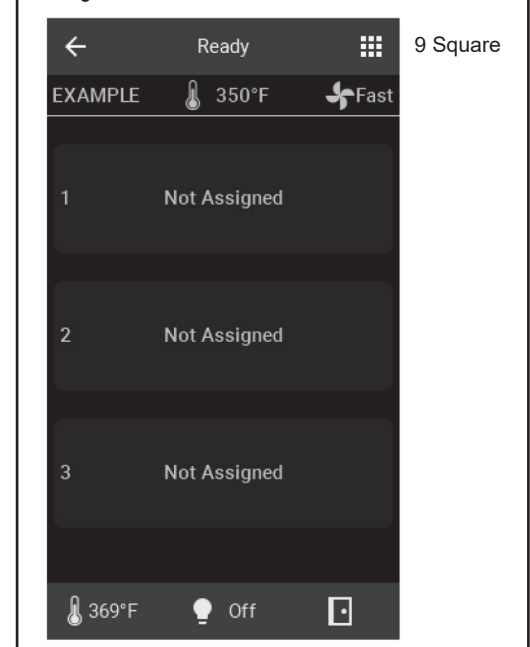 Ready
9 Square
EXAMPLE 350°F Fast
1 Not Assigned
2 Not Assigned
3 Not Assigned
369°F Off